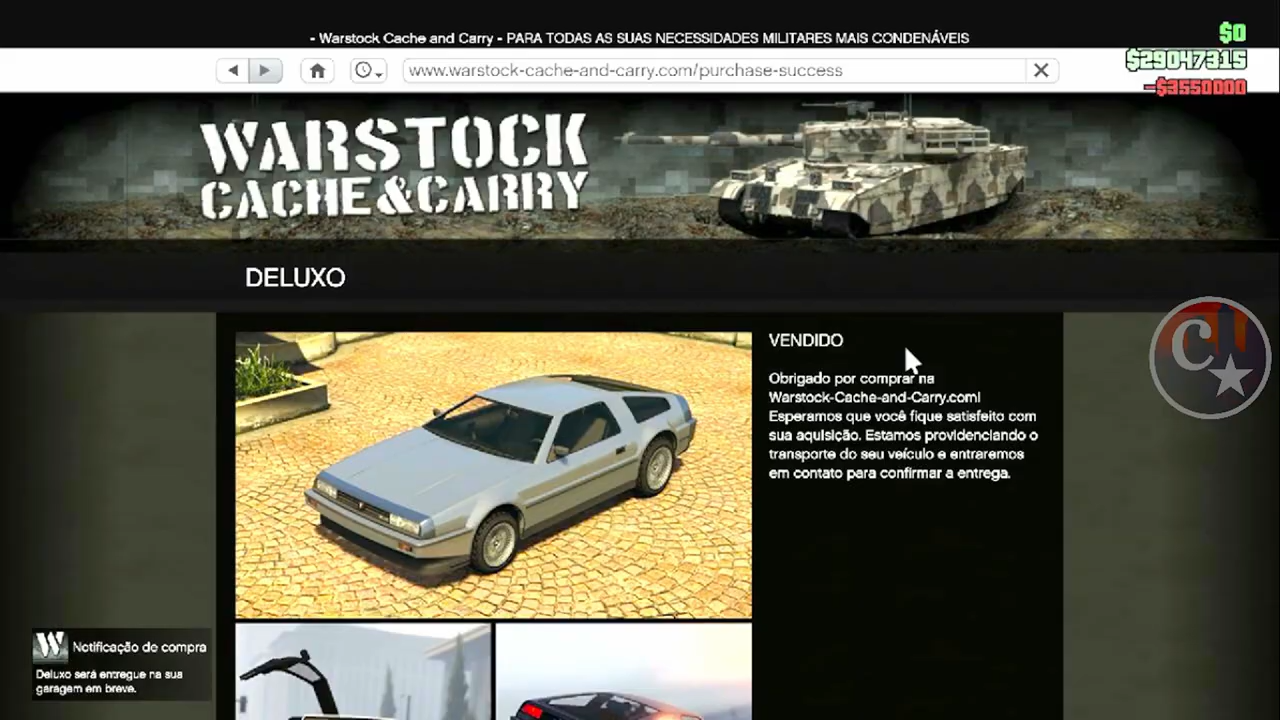 - Warstock Cache and Carry - PARA TODAS AS SUAS NECESSIDADES MILITARES MAIS CONDENÁVEIS
$0
$29047315
-$3550000
www.warstock-cache-and-carry.com/purchase-success
WARSTOCK
CACHE&CARRY
DELUXO
VENDIDO
Obrigado por comprar na
Warstock-Cache-and-Carry.com!
Esperamos que você fique satisfeito com
sua aquisição. Estamos providenciando o
transporte do seu veículo e entraremos
em contato para confirmar a entrega.
C
W
Notificação de compra
Deluxo será entregue na sua
garagem em breve.